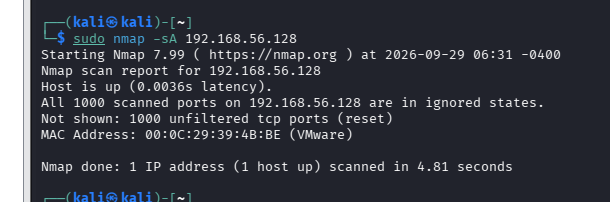 ┌──(kali㉿kali)-[~]
└─$ sudo nmap -sA 192.168.56.128
Starting Nmap 7.99 ( https://nmap.org ) at 2026-09-29 06:31 -0400
Nmap scan report for 192.168.56.128
Host is up (0.0036s latency).
All 1000 scanned ports on 192.168.56.128 are in ignored states.
Not shown: 1000 unfiltered tcp ports (reset)
MAC Address: 00:0C:29:39:4B:BE (VMware)
Nmap done: 1 IP address (1 host up) scanned in 4.81 seconds
┌──(kali㉿kali)-[~]